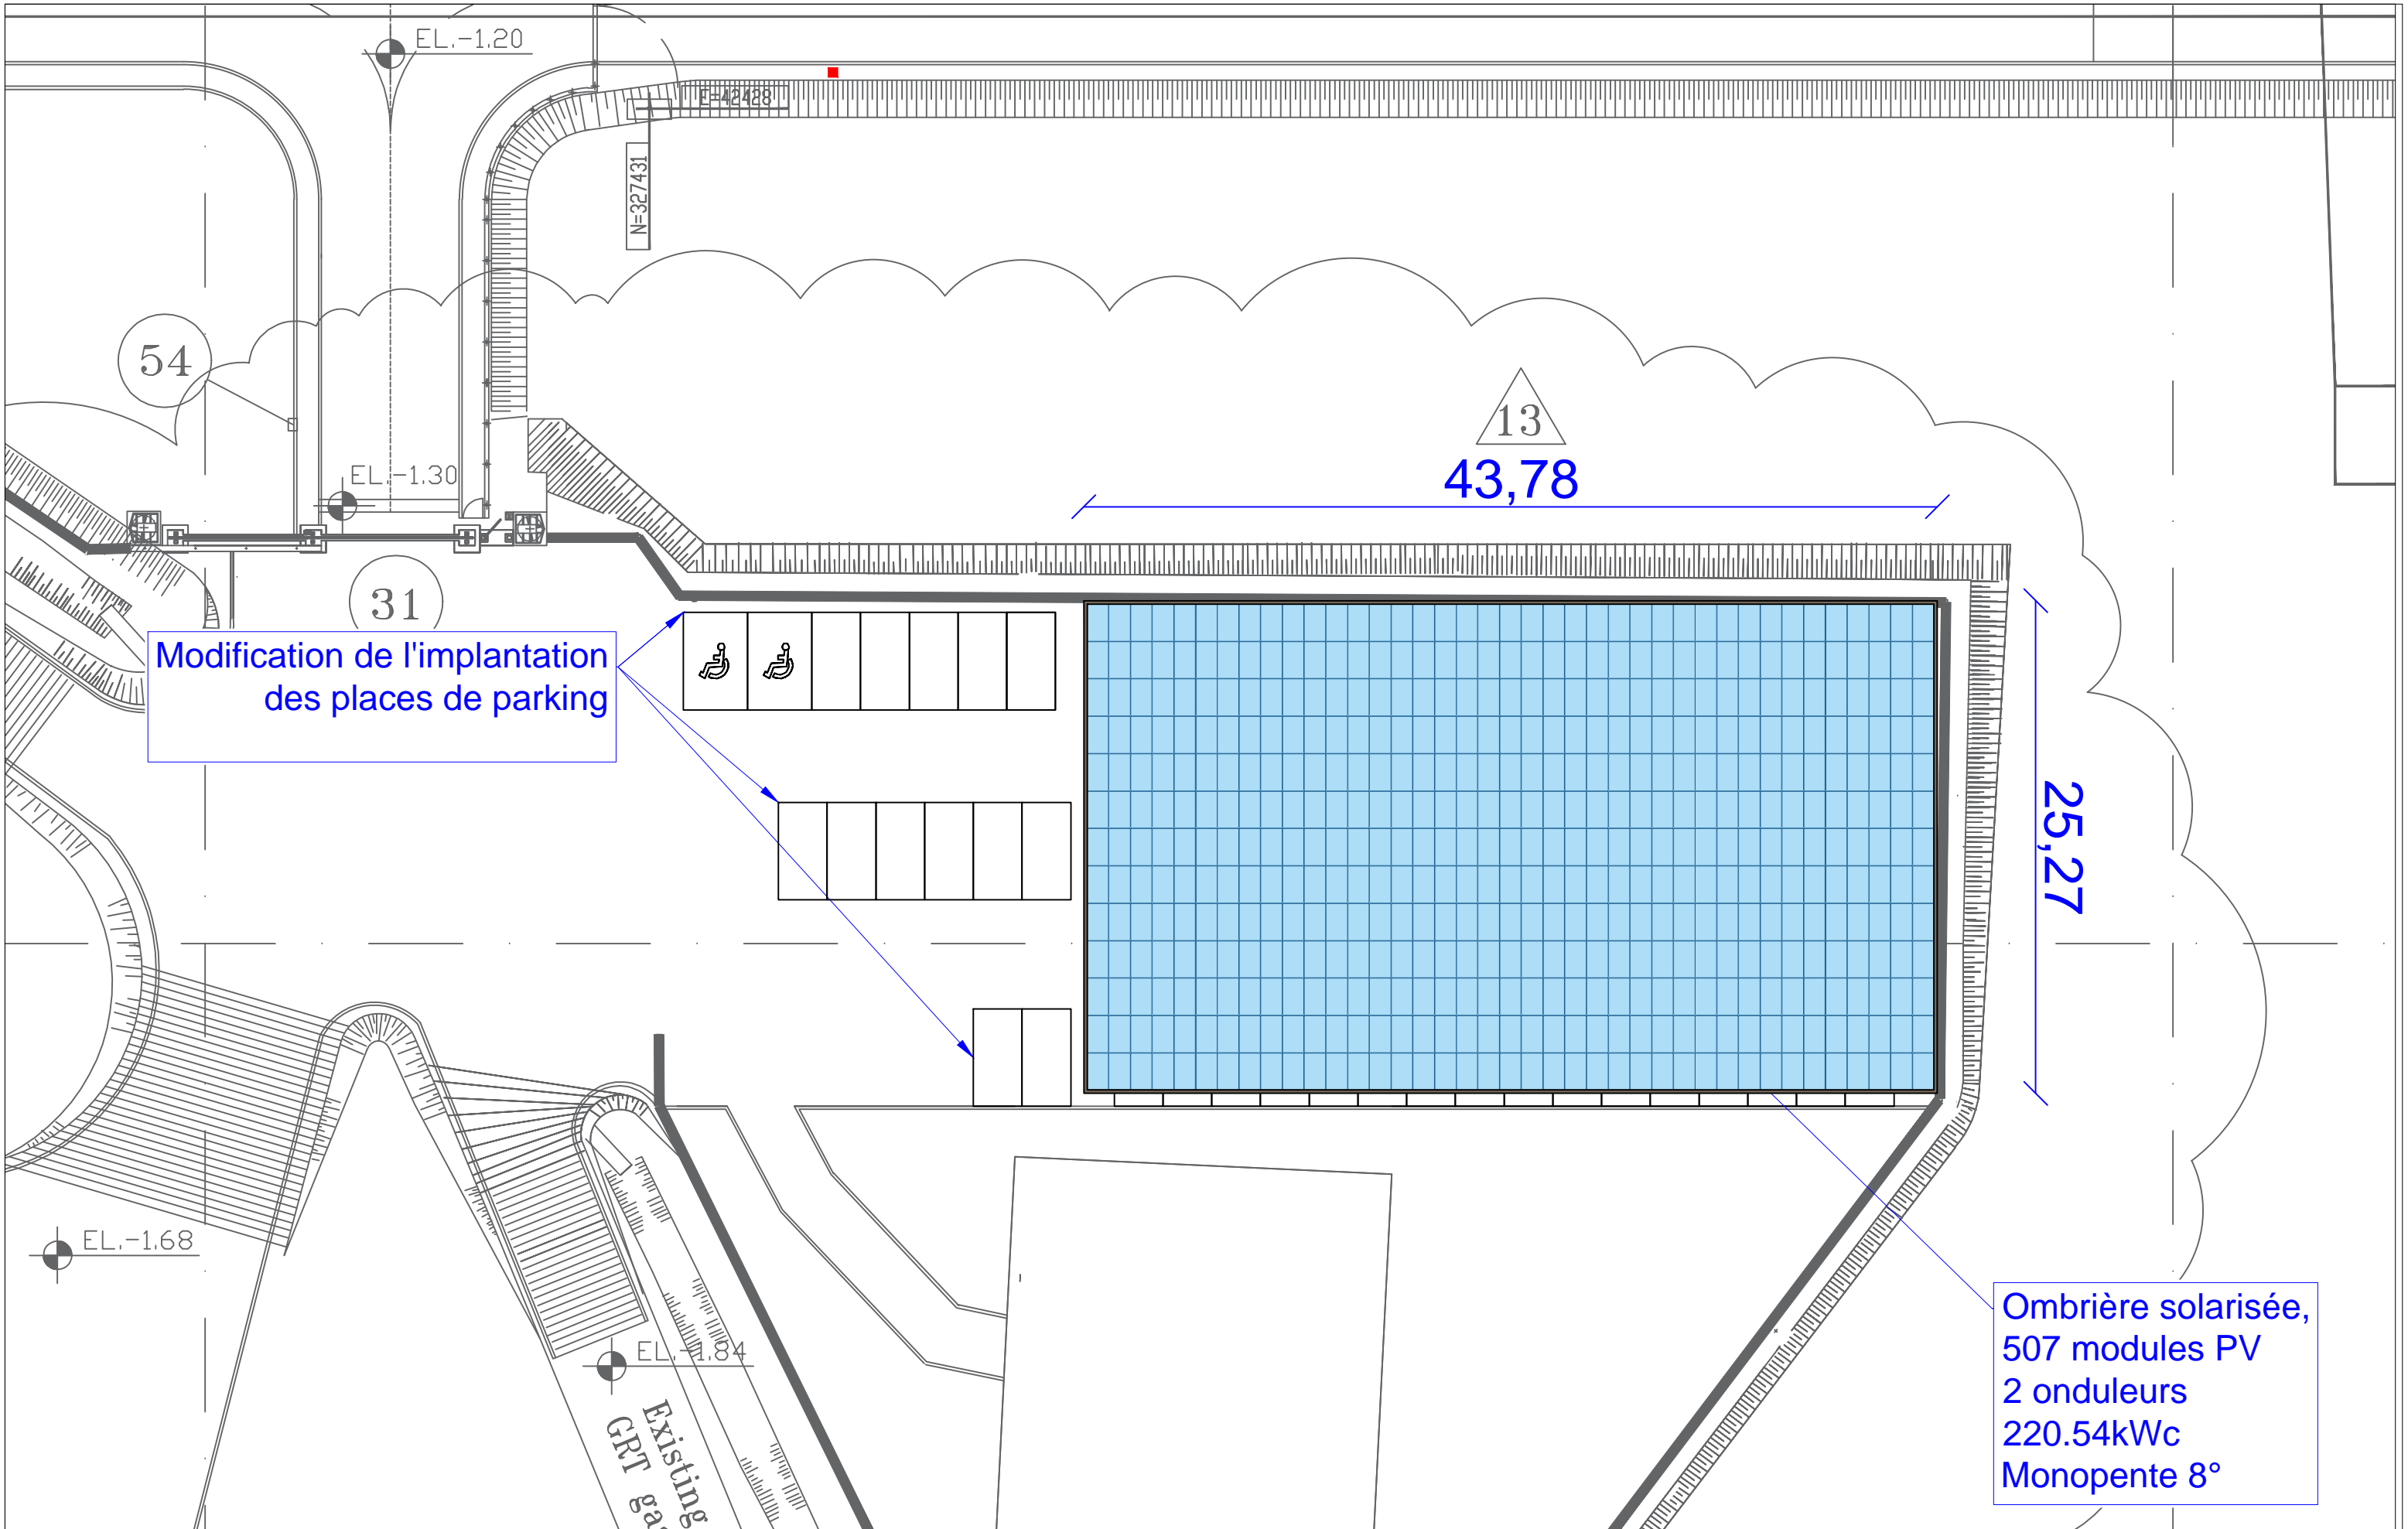 EL.-1.20
E=42428
N=327431
54
13
43,78
EL.-1.30
31
Modification de l'implantation
des places de parking
25,27
EL.-1.68
EL.-1.84
Existing
GRT gas
Ombrière solarisée,
507 modules PV
2 onduleurs
220.54kWc
Monopente 8°